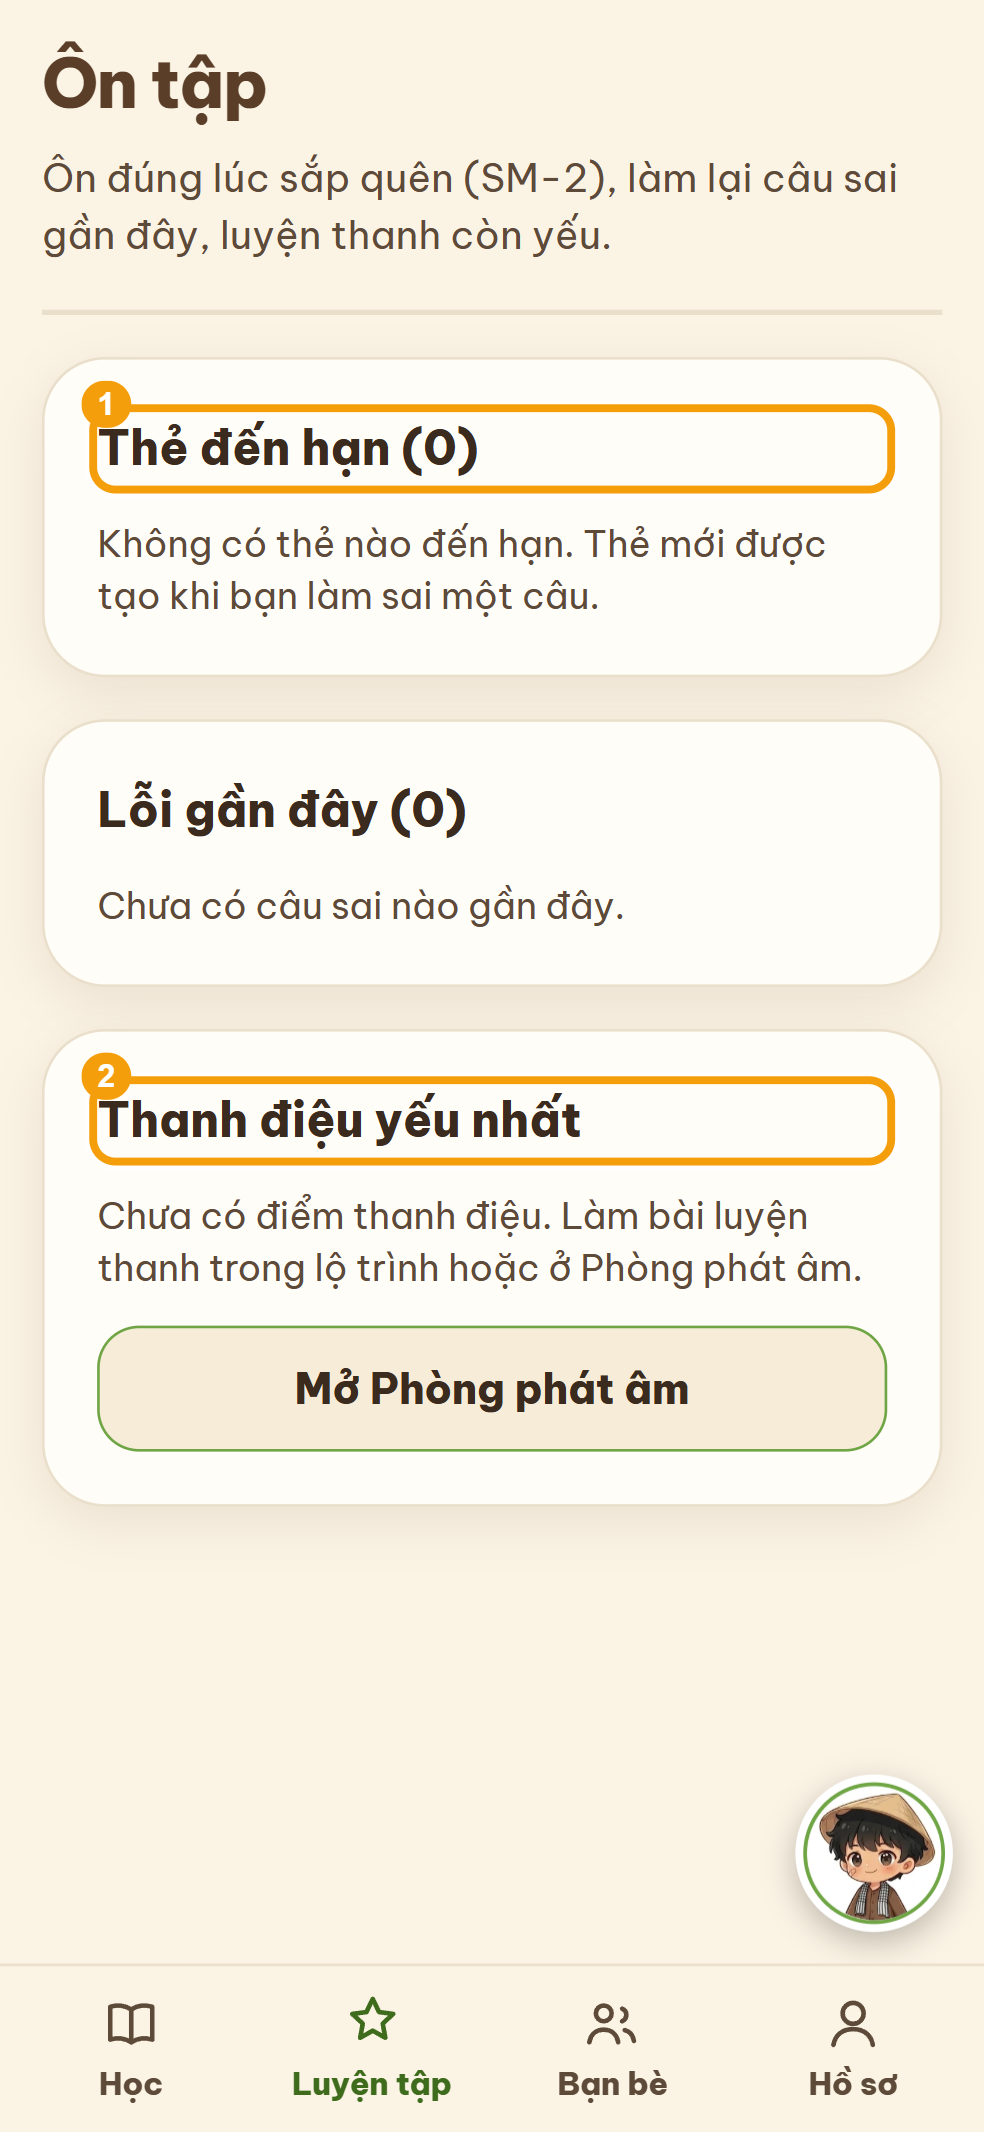 Ôn tập
Ôn đúng lúc sắp quên (SM-2), làm lại câu sai
gần đây, luyện thanh còn yếu.
1
Thẻ đến hạn (0)
Không có thẻ nào đến hạn. Thẻ mới được
tạo khi bạn làm sai một câu.
Lỗi gần đây (0)
Chưa có câu sai nào gần đây.
2
Thanh điệu yếu nhất
Chưa có điểm thanh điệu. Làm bài luyện
thanh trong lộ trình hoặc ở Phòng phát âm.
Mở Phòng phát âm
Học
Luyện tập
Bạn bè
Hồ sơ